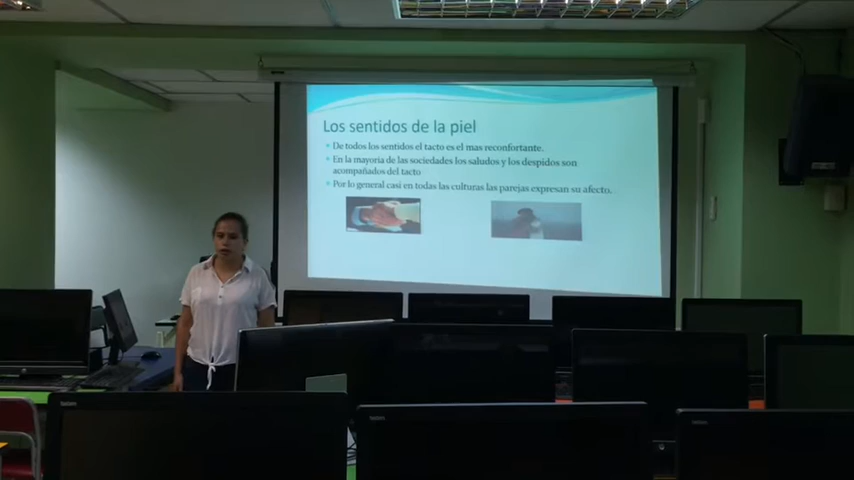 Los sentidos de la piel
• De todos los sentidos el tacto es el mas reconfortante.
• En la mayoria de las sociedades los saludos y los despidos son
acompañados del tacto
• Por lo general casi en todas las culturas las parejas expresan su afecto.